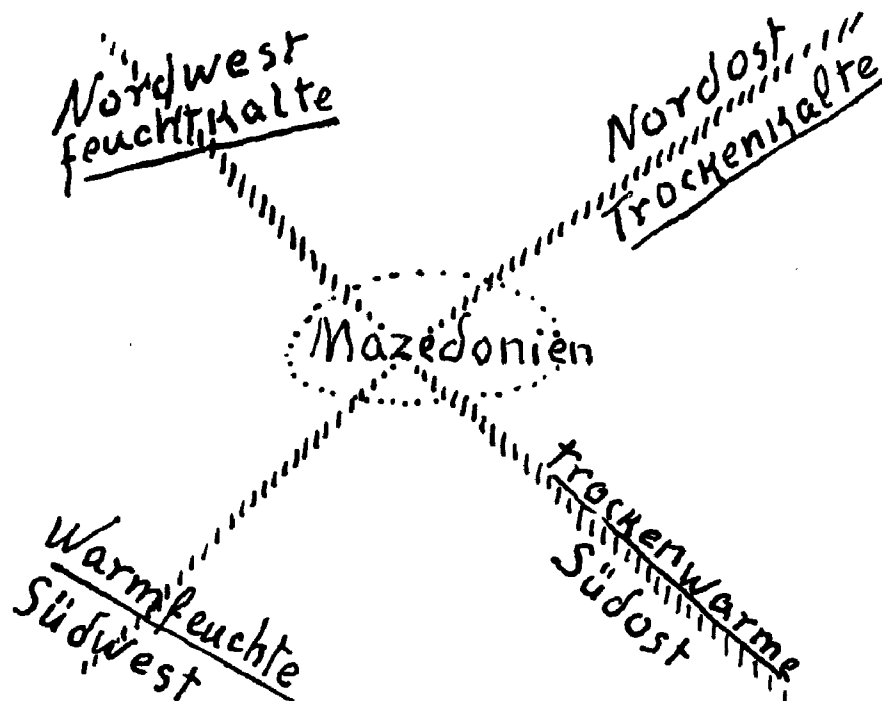 Nordwest
feuchtkalte
Nordost
Trockenkalte
Mazedonien
trockenwarme
Südost
Warmfeuchte
Südwest